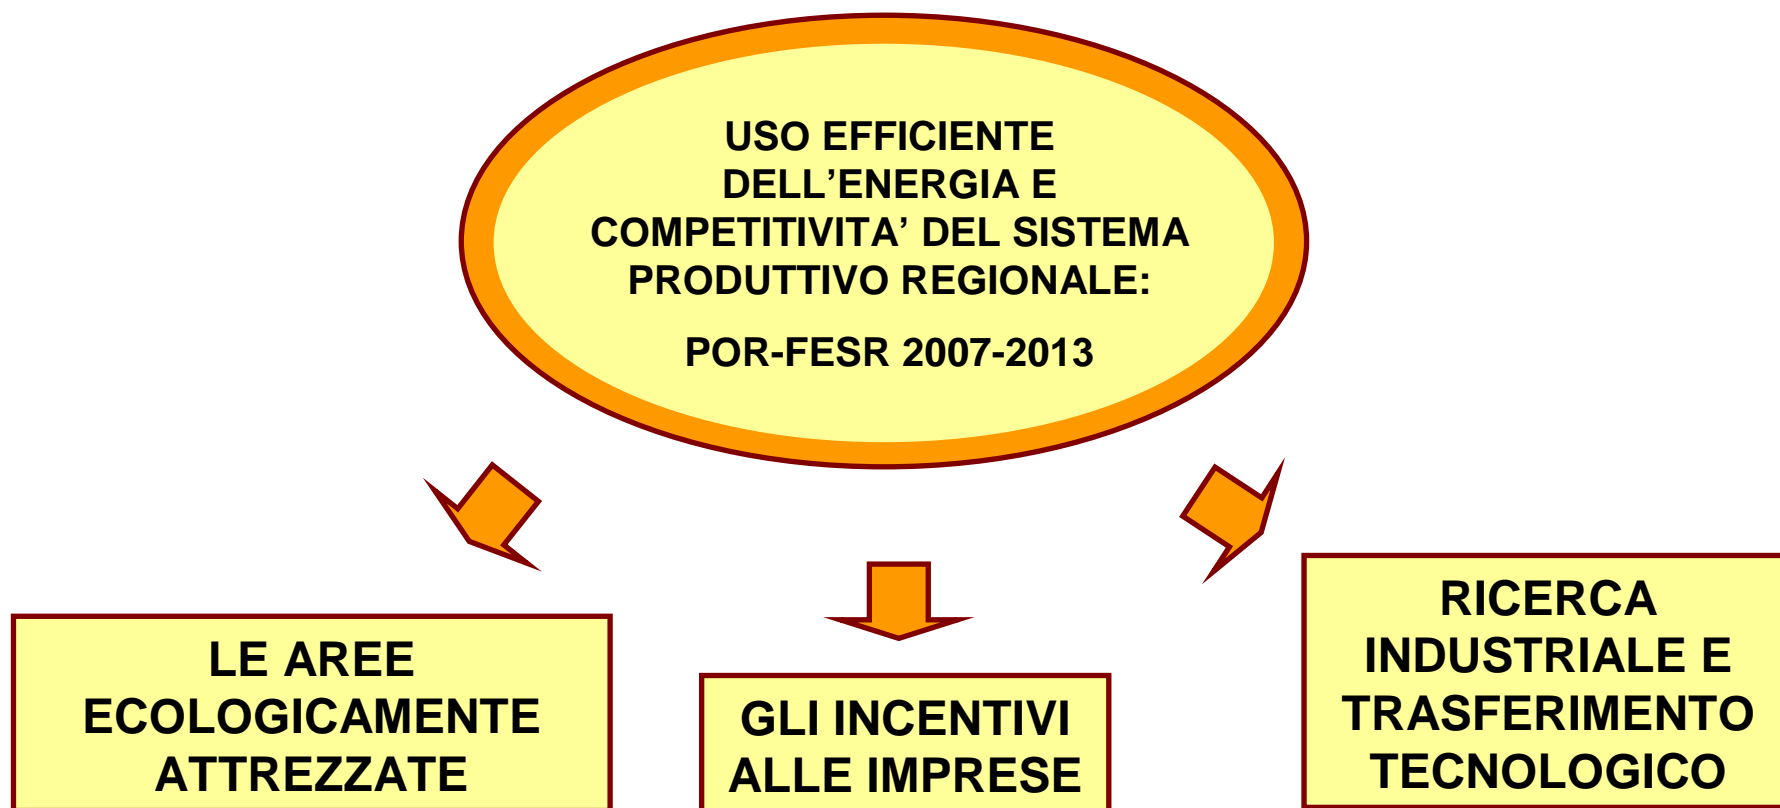 USO EFFICIENTE
DELL’ENERGIA E
COMPETITIVITA’ DEL SISTEMA
PRODUTTIVO REGIONALE:
POR-FESR 2007-2013
LE AREE
ECOLOGICAMENTE
ATTREZZATE
GLI INCENTIVI
ALLE IMPRESE
RICERCA
INDUSTRIALE E
TRASFERIMENTO
TECNOLOGICO